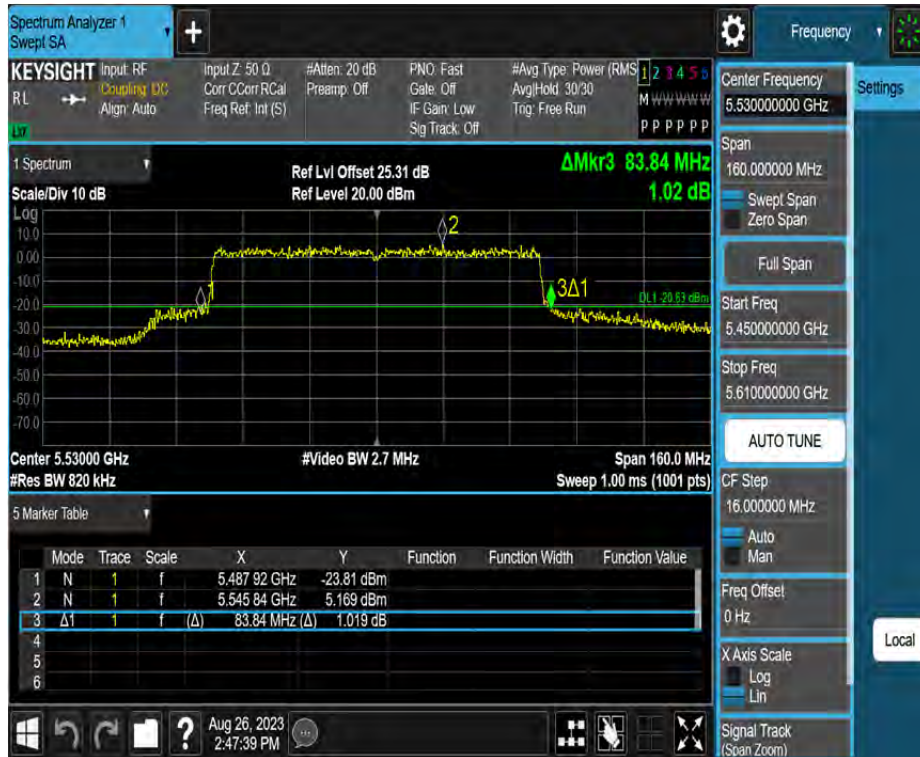 Spectrum Analyzer 1
Swept SA
Frequency
KEYSIGHT
RL
LXI
Input: RF
Coupling: DC
Align: Auto
Input Z: 50 Ω
Corr CCorr RCal
Freq Ref: Int (S)
#Atten: 20 dB
Preamp: Off
PNO: Fast
Gate: Off
IF Gain: Low
Sig Track: Off
#Avg Type: Power (RMS
Avg|Hold: 30/30
Trig: Free Run
1 2 3 4 5 6
M W W W W W
P P P P P P
1 Spectrum
Scale/Div 10 dB
Ref Lvl Offset 25.31 dB
Ref Level 20.00 dBm
ΔMkr3 83.84 MHz
1.02 dB
Log
10.0
0.00
-10.0
-20.0
-30.0
-40.0
-50.0
-60.0
-70.0
1
2
3Δ1
DL1 -20.83 dBm
Center 5.53000 GHz
#Video BW 2.7 MHz
Span 160.0 MHz
#Res BW 820 kHz
Sweep 1.00 ms (1001 pts)
5 Marker Table
Mode Trace Scale X Y Function Function Width Function Value
1 N 1 f 5.487 92 GHz -23.81 dBm
2 N 1 f 5.545 84 GHz 5.169 dBm
3 Δ1 1 f (Δ) 83.84 MHz (Δ) 1.019 dB
4
5
6
?
Aug 26, 2023
2:47:39 PM
Center Frequency
5.530000000 GHz
Span
160.000000 MHz
Swept Span
Zero Span
Full Span
Start Freq
5.450000000 GHz
Stop Freq
5.610000000 GHz
AUTO TUNE
CF Step
16.000000 MHz
Auto
Man
Freq Offset
0 Hz
X Axis Scale
Log
Lin
Signal Track
(Span Zoom)
Settings
Local